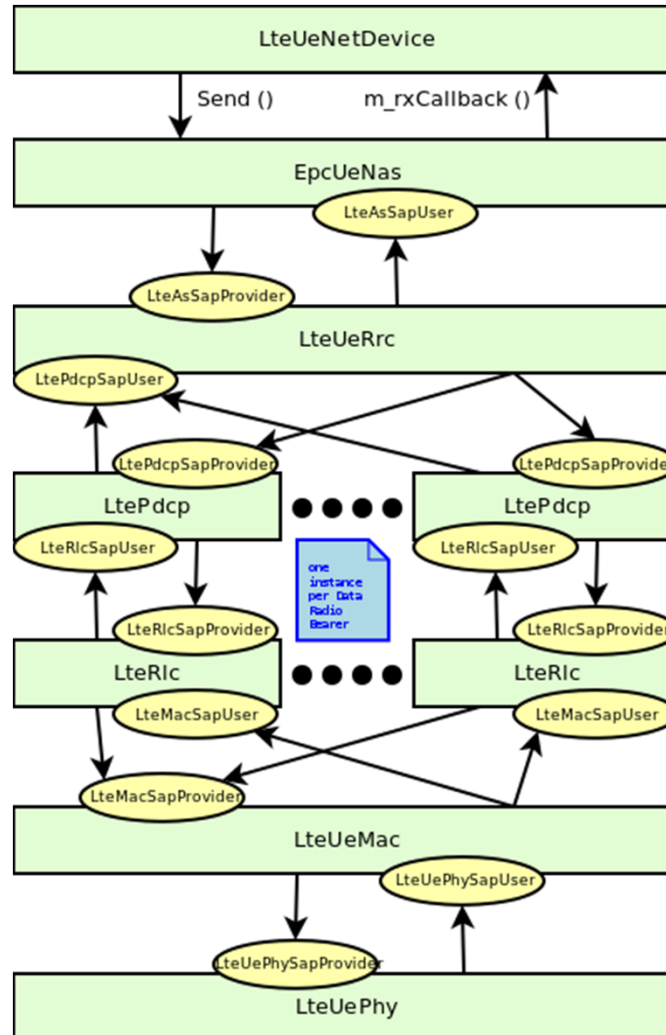 LteUeNetDevice
Send () m_rxCallback ()
EpcUeNas
LteAsSapUser
LteAsSapProvider
LteUeRrc
LtePdcpSapUser
LtePdcpSapProvider LtePdcpSapProvide
LtePdcp LtePdcp
LteRlcSapUser LteRlcSapUser
one
instance
per Data
Radio
Bearer
LteRlcSapProvider LteRlcSapProvide
LteRlc LteRlc
LteMacSapUser LteMacSapUser
LteMacSapProvider
LteUeMac
LteUePhySapUser
LteUePhySapProvider
LteUePhy